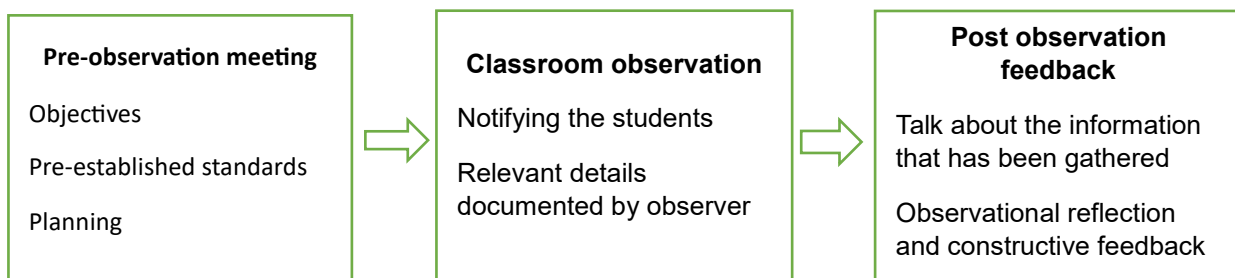 Pre-observation meeting
Objectives
Pre-established standards
Planning
Classroom observation
Notifying the students
Relevant details
documented by observer
Post observation
feedback
Talk about the information
that has been gathered
Observational reflection
and constructive feedback